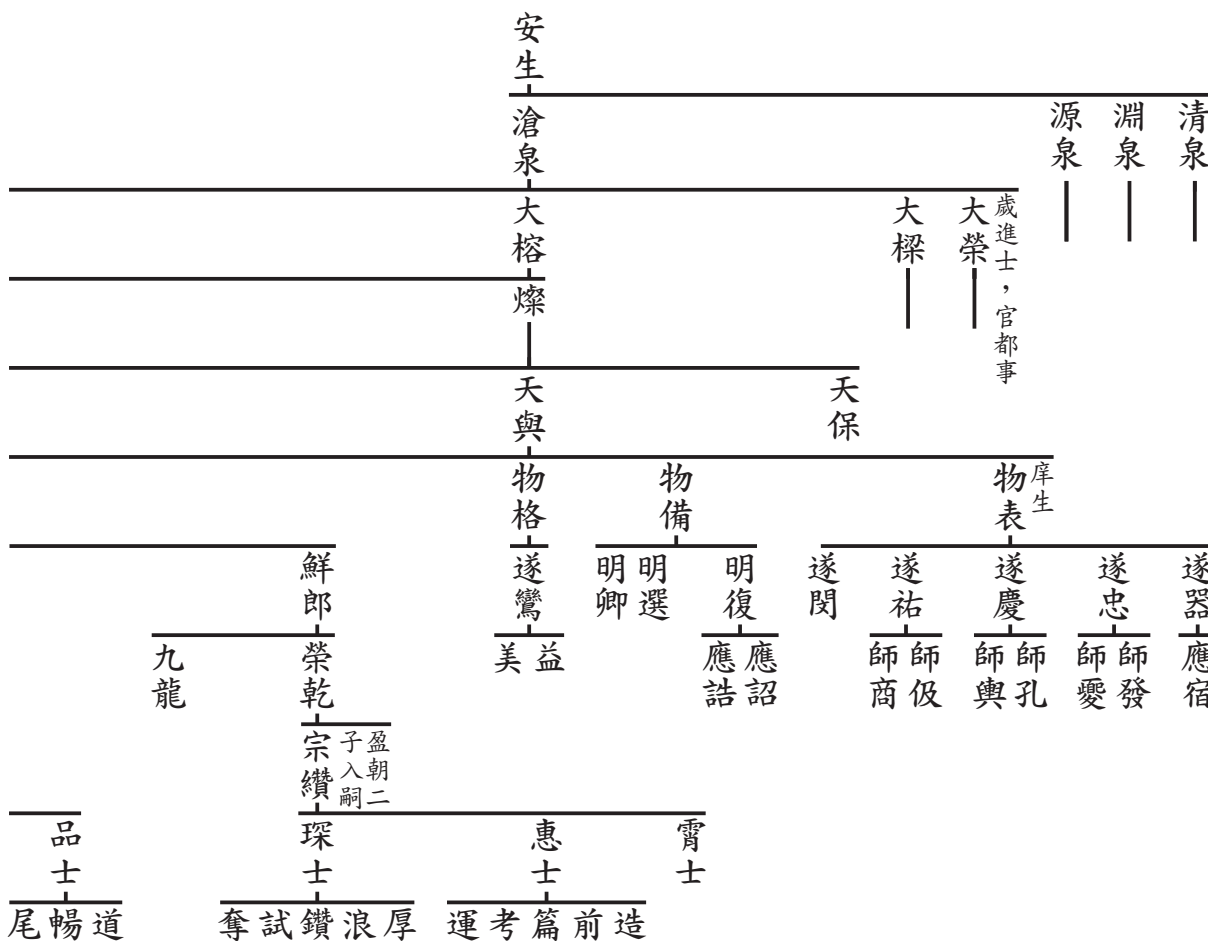 安生
清泉
淵泉
源泉
滄泉
歲進士，官都事
大榮
大樑
大榕
燦
天保
天與
庠生
物表
物備
物格
遂器
遂忠
遂慶
遂祐
遂閔
明復
明選
明卿
遂鸞
鮮郎
應宿
師發
師夔
師孔
師輿
師伋
師商
應詔
應誥
益
美
榮乾
九龍
盈朝二
子入嗣
宗纘
霄士
惠士
琛士
品士
造
前
篇
考
運
厚
浪
鑽
試
奪
道
暢
尾